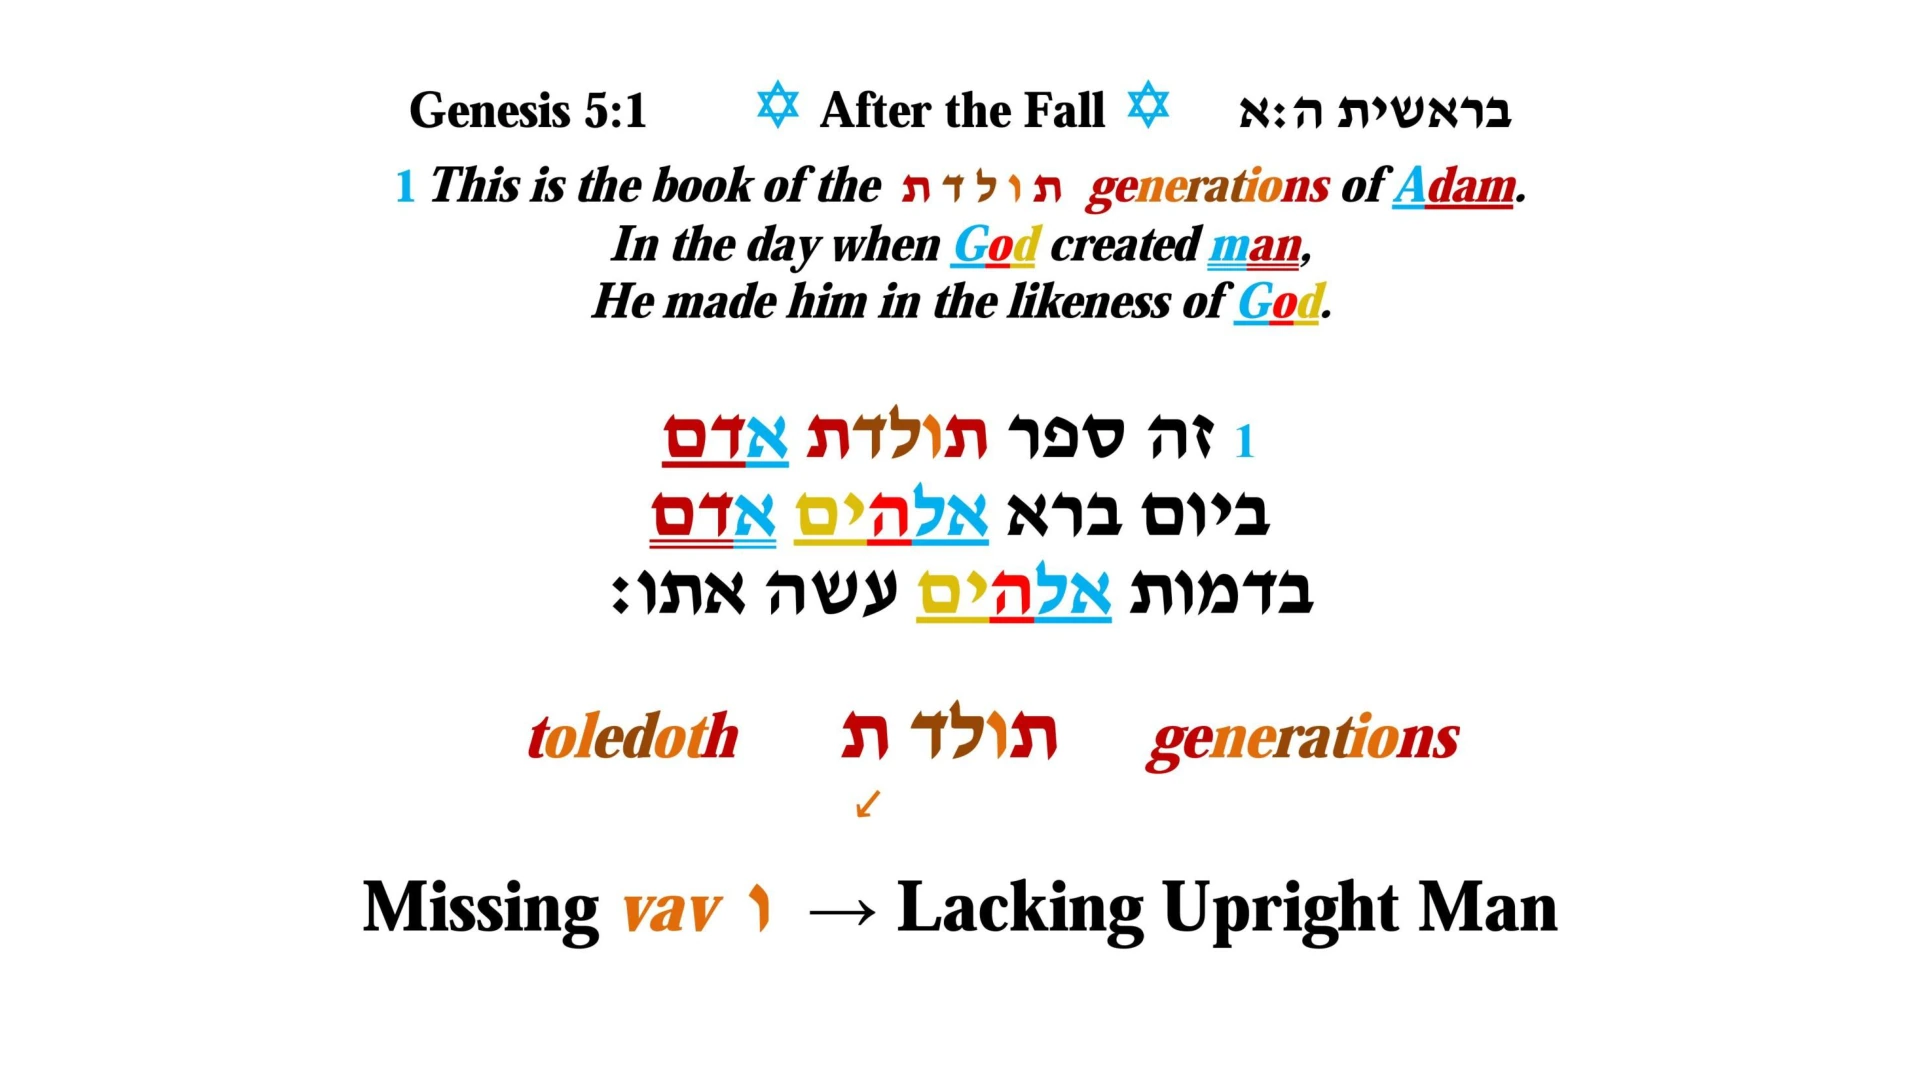 Genesis 5:1 ✡ After the Fall ✡ בראשית ה:א
1 This is the book of the ת ו ל ד ת generations of Adam.
In the day when God created man,
He made him in the likeness of God.
1 זה ספר תולדת אדם
ביום ברא אלהים אדם
בדמות אלהים עשה אתו:
toledoth תולד ת generations
↙
Missing vav ו → Lacking Upright Man